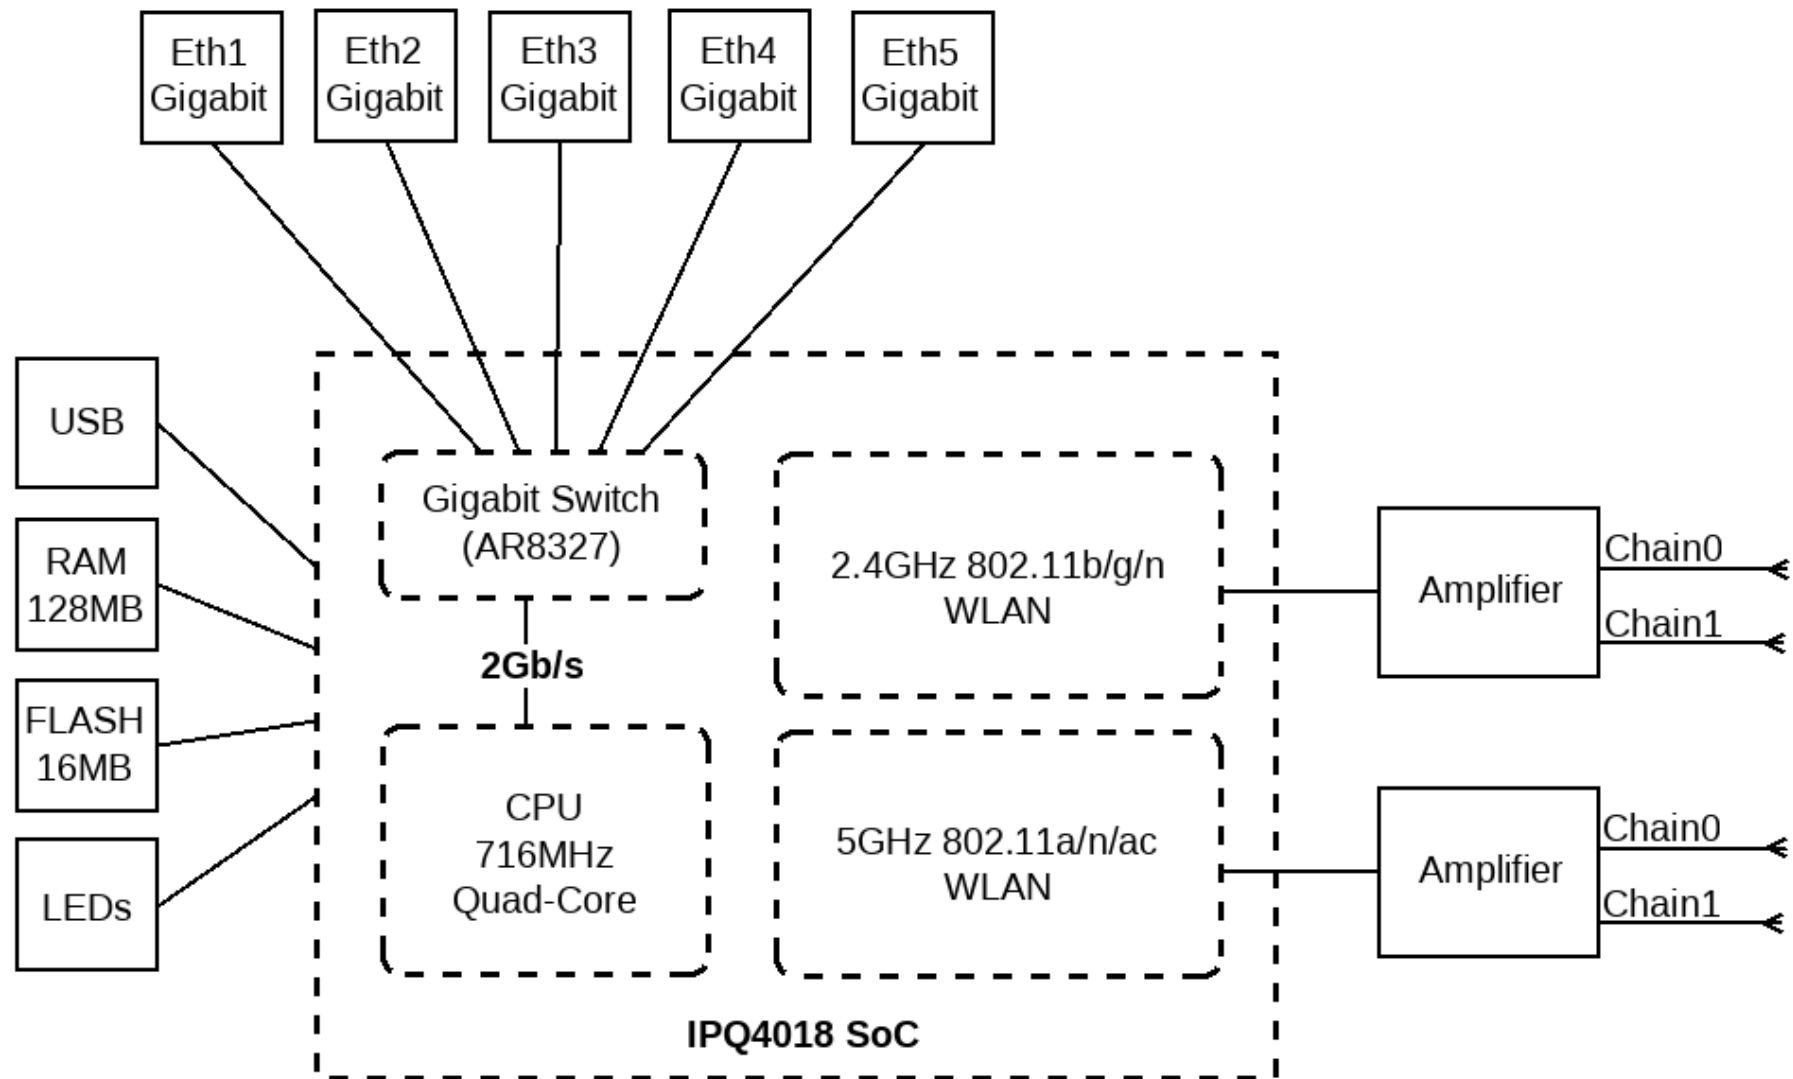 Eth1
Gigabit
Eth2
Gigabit
Eth3
Gigabit
Eth4
Gigabit
Eth5
Gigabit
USB
RAM
128MB
FLASH
16MB
LEDs
Gigabit Switch
(AR8327)
2Gb/s
CPU
716MHz
Quad-Core
2.4GHz 802.11b/g/n
WLAN
5GHz 802.11a/n/ac
WLAN
IPQ4018 SoC
Amplifier
Chain0
Chain1
Amplifier
Chain0
Chain1